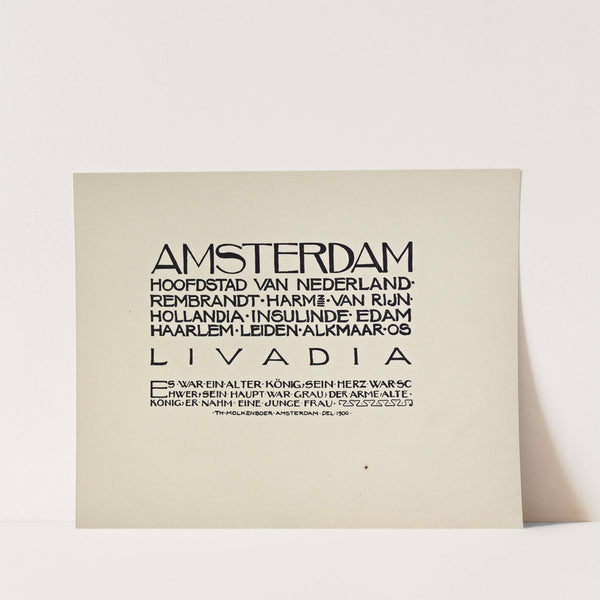 AMSTERDAM
HOOFDSTAD VAN NEDERLAND·
REMBRANDT·HARMENSZ·VAN RIJN·
HOLLANDIA·INSULINDE·EDAM
HAARLEM·LEIDEN·ALKMAAR·OS
LIVADIA
ES·WAR·EIN·ALTER·KÖNIG,SEIN·HERZ·WAR·SC
HWER,SEIN HAUPT·WAR·GRAU,DER ARME,ALTE·
KÖNIG,ER·NAHM·EINE·JUNGE·FRAU·
·TH·MOLKENBOER·AMSTERDAM·DEL·1900·